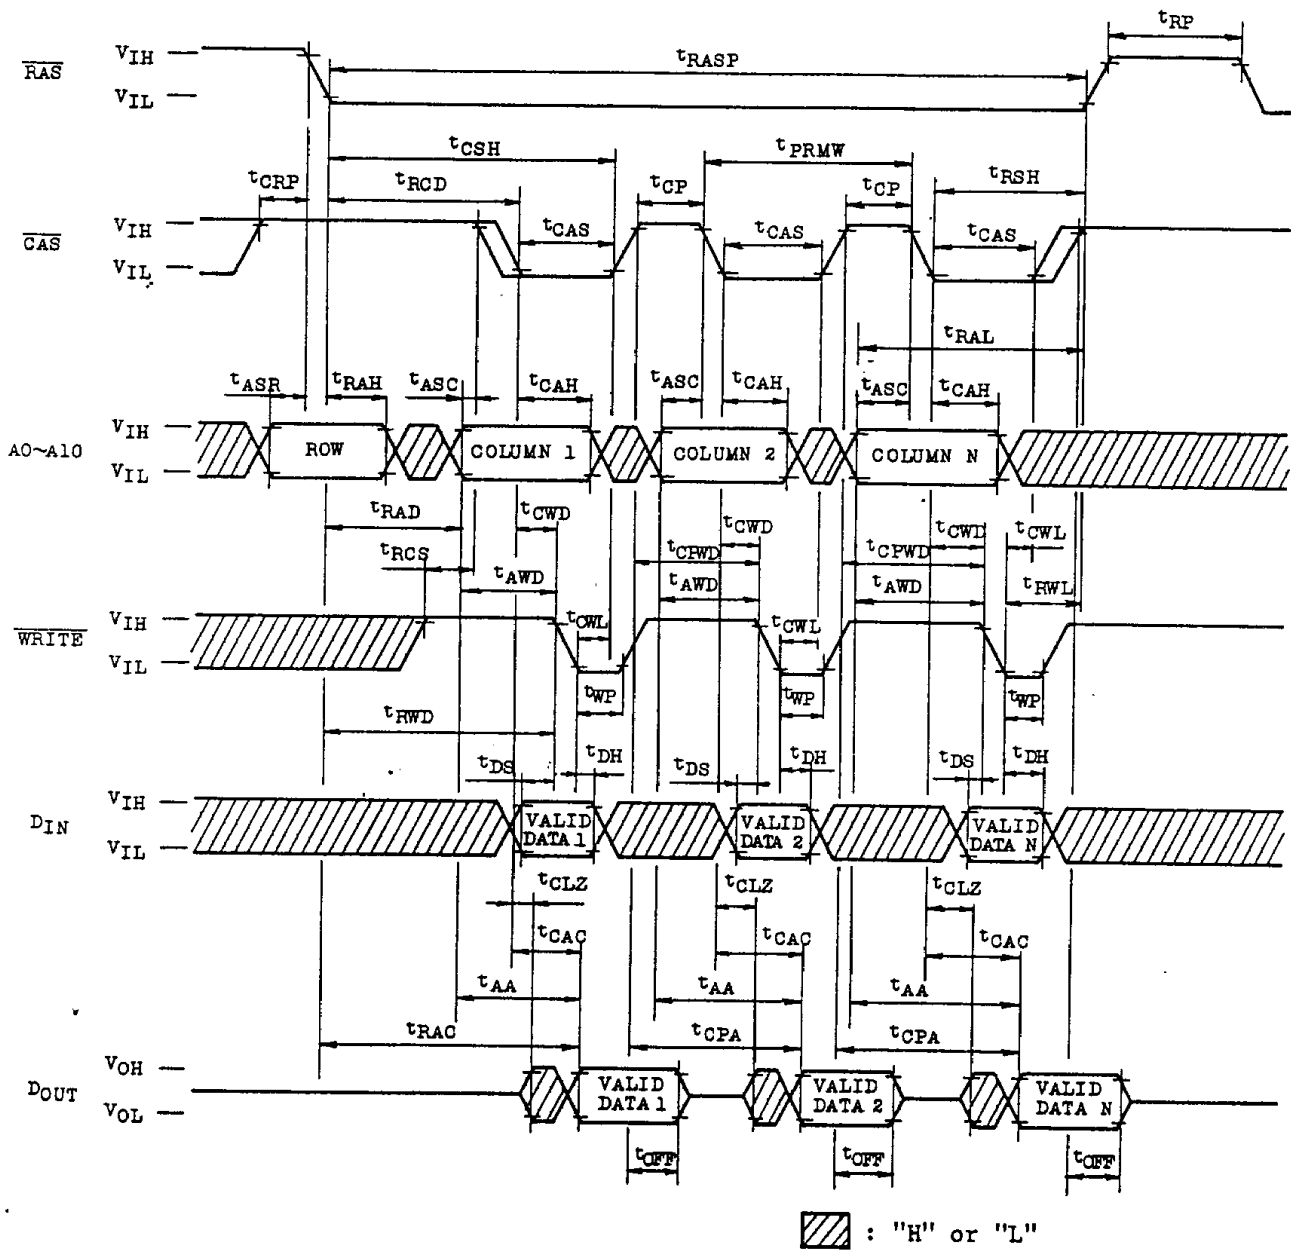 tRP
VIH
RAS
tRASP
VIL
tCSH
tPRMW
tCRP
tRCD
tCP
tCP
tRSH
VIH
CAS
tCAS
tCAS
tCAS
VIL
tRAL
tASR
tRAH
tASC
tCAH
tASC
tCAH
tASC
tCAH
VIH
A0~A10
ROW
COLUMN 1
COLUMN 2
COLUMN N
VIL
tRAD
tCWD
tCWD
tCWD
tCWL
tRCS
tAWD
tCPWD
tCPWD
tAWD
tAWD
tRWL
VIH
WRITE
tCWL
tCWL
VIL
tWP
tWP
tWP
tRWD
tDS
tDH
tDS
tDH
tDS
tDH
VIH
DIN
VALID DATA 1
VALID DATA 2
VALID DATA N
VIL
tCLZ
tCLZ
tCLZ
tCAC
tCAC
tCAC
tAA
tAA
tAA
tRAC
tCPA
tCPA
VOH
DOUT
VALID DATA 1
VALID DATA 2
VALID DATA N
VOL
tOFF
tOFF
tOFF
: "H" or "L"